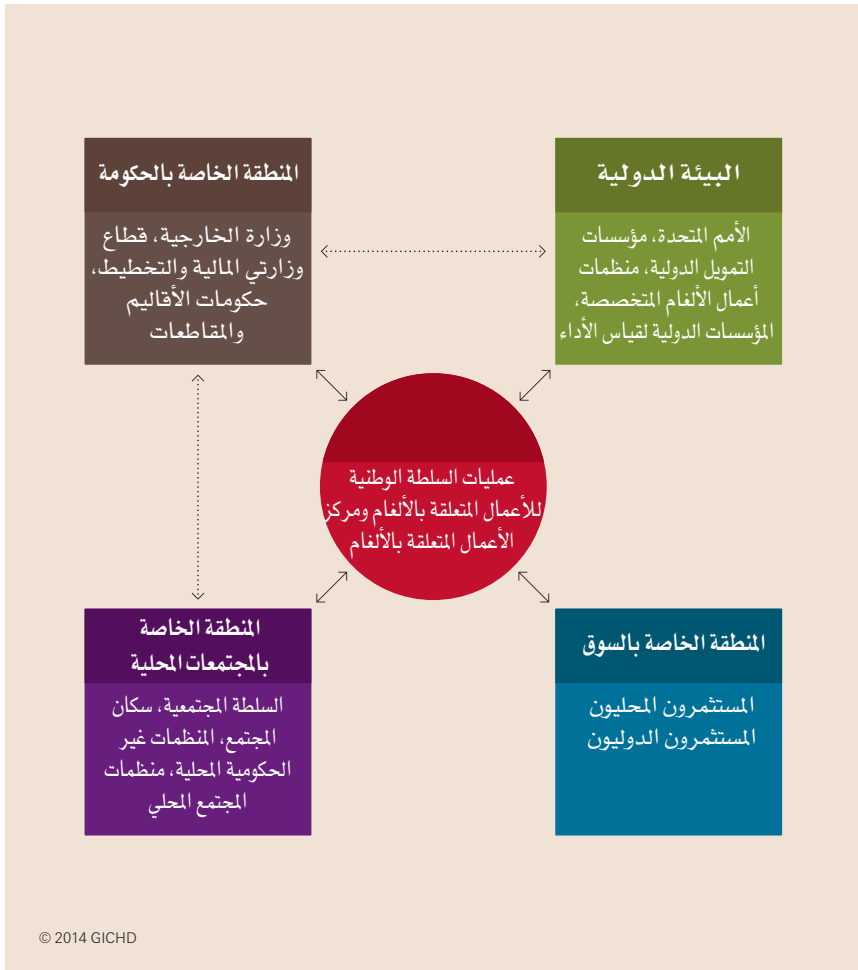 البيئة الدولية
الأمم المتحدة، مؤسسات
التمويل الدولية، منظمات
أعمال الألغام المتخصصة،
المؤسسات الدولية لقياس الأداء
المنطقة الخاصة بالحكومة
وزارة الخارجية، قطاع
وزارتي المالية والتخطيط،
حكومات الأقاليم
والمقاطعات
عمليات السلطة الوطنية
للأعمال المتعلقة بالألغام ومركز
الأعمال المتعلقة بالألغام
المنطقة الخاصة بالسوق
المستثمرون المحليون
المستثمرون الدوليون
المنطقة الخاصة
بالمجتمعات المحلية
السلطة المجتمعية، سكان
المجتمع، المنظمات غير
الحكومية المحلية، منظمات
المجتمع المحلي
© 2014 GICHD